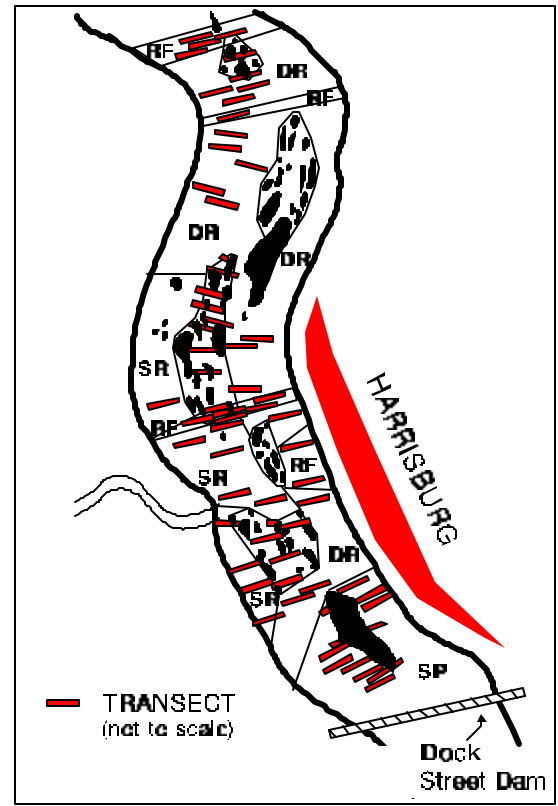 RF
DR
RF
DR
DR
SR
RF
HARRISBURG
SR
RF
DR
SR
SP
TRANSECT
(not to scale)
Dock
Street Dam